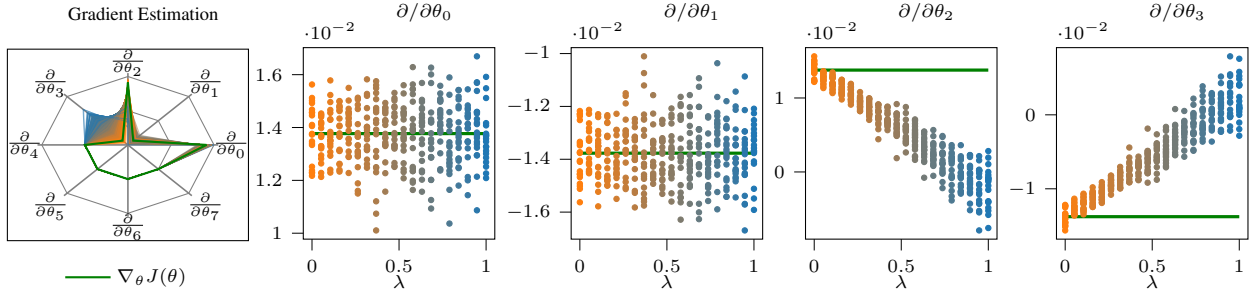 Gradient Estimation
∂/∂θ₂
∂/∂θ₃
∂/∂θ₁
∂/∂θ₄
∂/∂θ₀
∂/∂θ₅
∂/∂θ₇
∂/∂θ₆
∇_θ J(θ)
∂/∂θ₀
·10⁻²
1.6
1.4
1.2
1
0 0.5 1
λ
∂/∂θ₁
·10⁻²
−1
−1.2
−1.4
−1.6
0 0.5 1
λ
∂/∂θ₂
·10⁻²
1
0
0 0.5 1
λ
∂/∂θ₃
·10⁻²
0
−1
0 0.5 1
λ